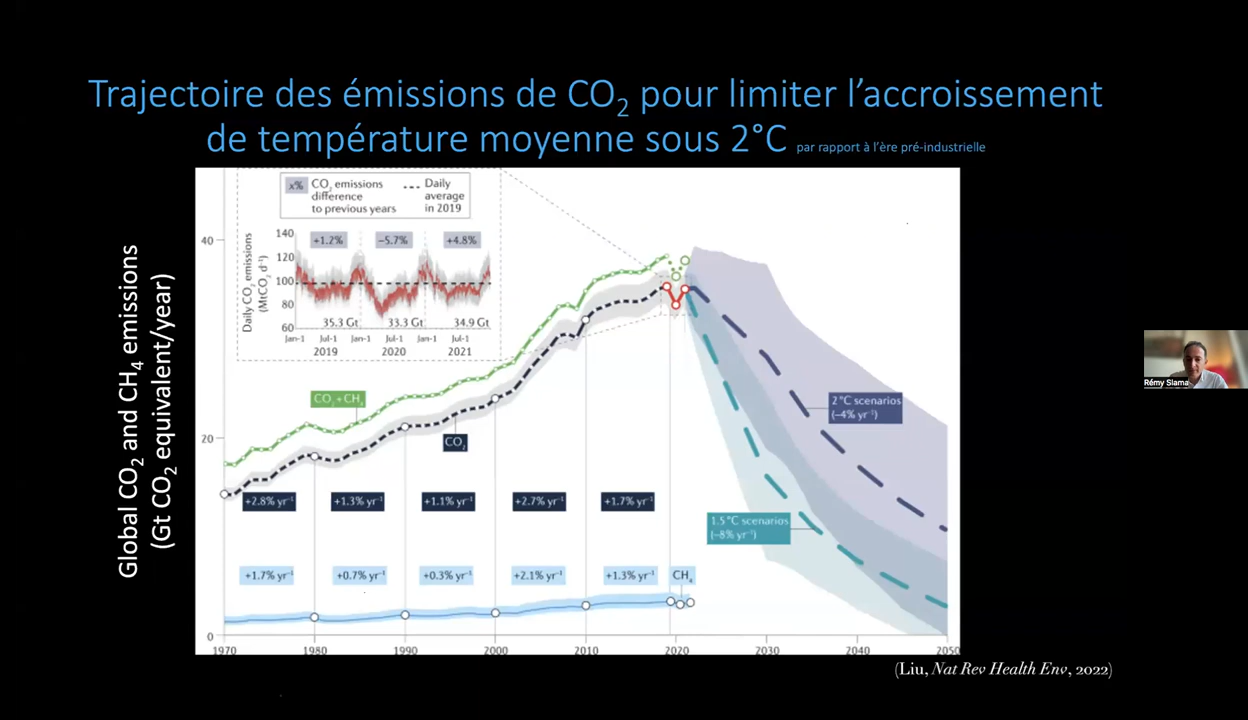 Trajectoire des émissions de CO₂ pour limiter l'accroissement
de température moyenne sous 2°C par rapport à l'ère pré-industrielle
Global CO₂ and CH₄ emissions
(Gt CO₂ equivalent/year)
x% CO₂ emissions
difference
to previous years
Daily
average
in 2019
Daily CO₂ emissions
(MtCO₂ d⁻¹)
140
120
100
80
60
+1.2% −5.7% +4.8%
35.3 Gt 33.3 Gt 34.9 Gt
Jan-1 Jul-1 Jan-1 Jul-1 Jan-1 Jul-1
2019 2020 2021
40
20
0
CO₂+CH₄
CO₂
2 °C scenarios
(−4% yr⁻¹)
1.5 °C scenarios
(−8% yr⁻¹)
+2.8% yr⁻¹ +1.3% yr⁻¹ +1.1% yr⁻¹ +2.7% yr⁻¹ +1.7% yr⁻¹
+1.7% yr⁻¹ +0.7% yr⁻¹ +0.3% yr⁻¹ +2.1% yr⁻¹ +1.3% yr⁻¹ CH₄
1970 1980 1990 2000 2010 2020 2030 2040 2050
(Liu, Nat Rev Health Env, 2022)
Rémy Slama